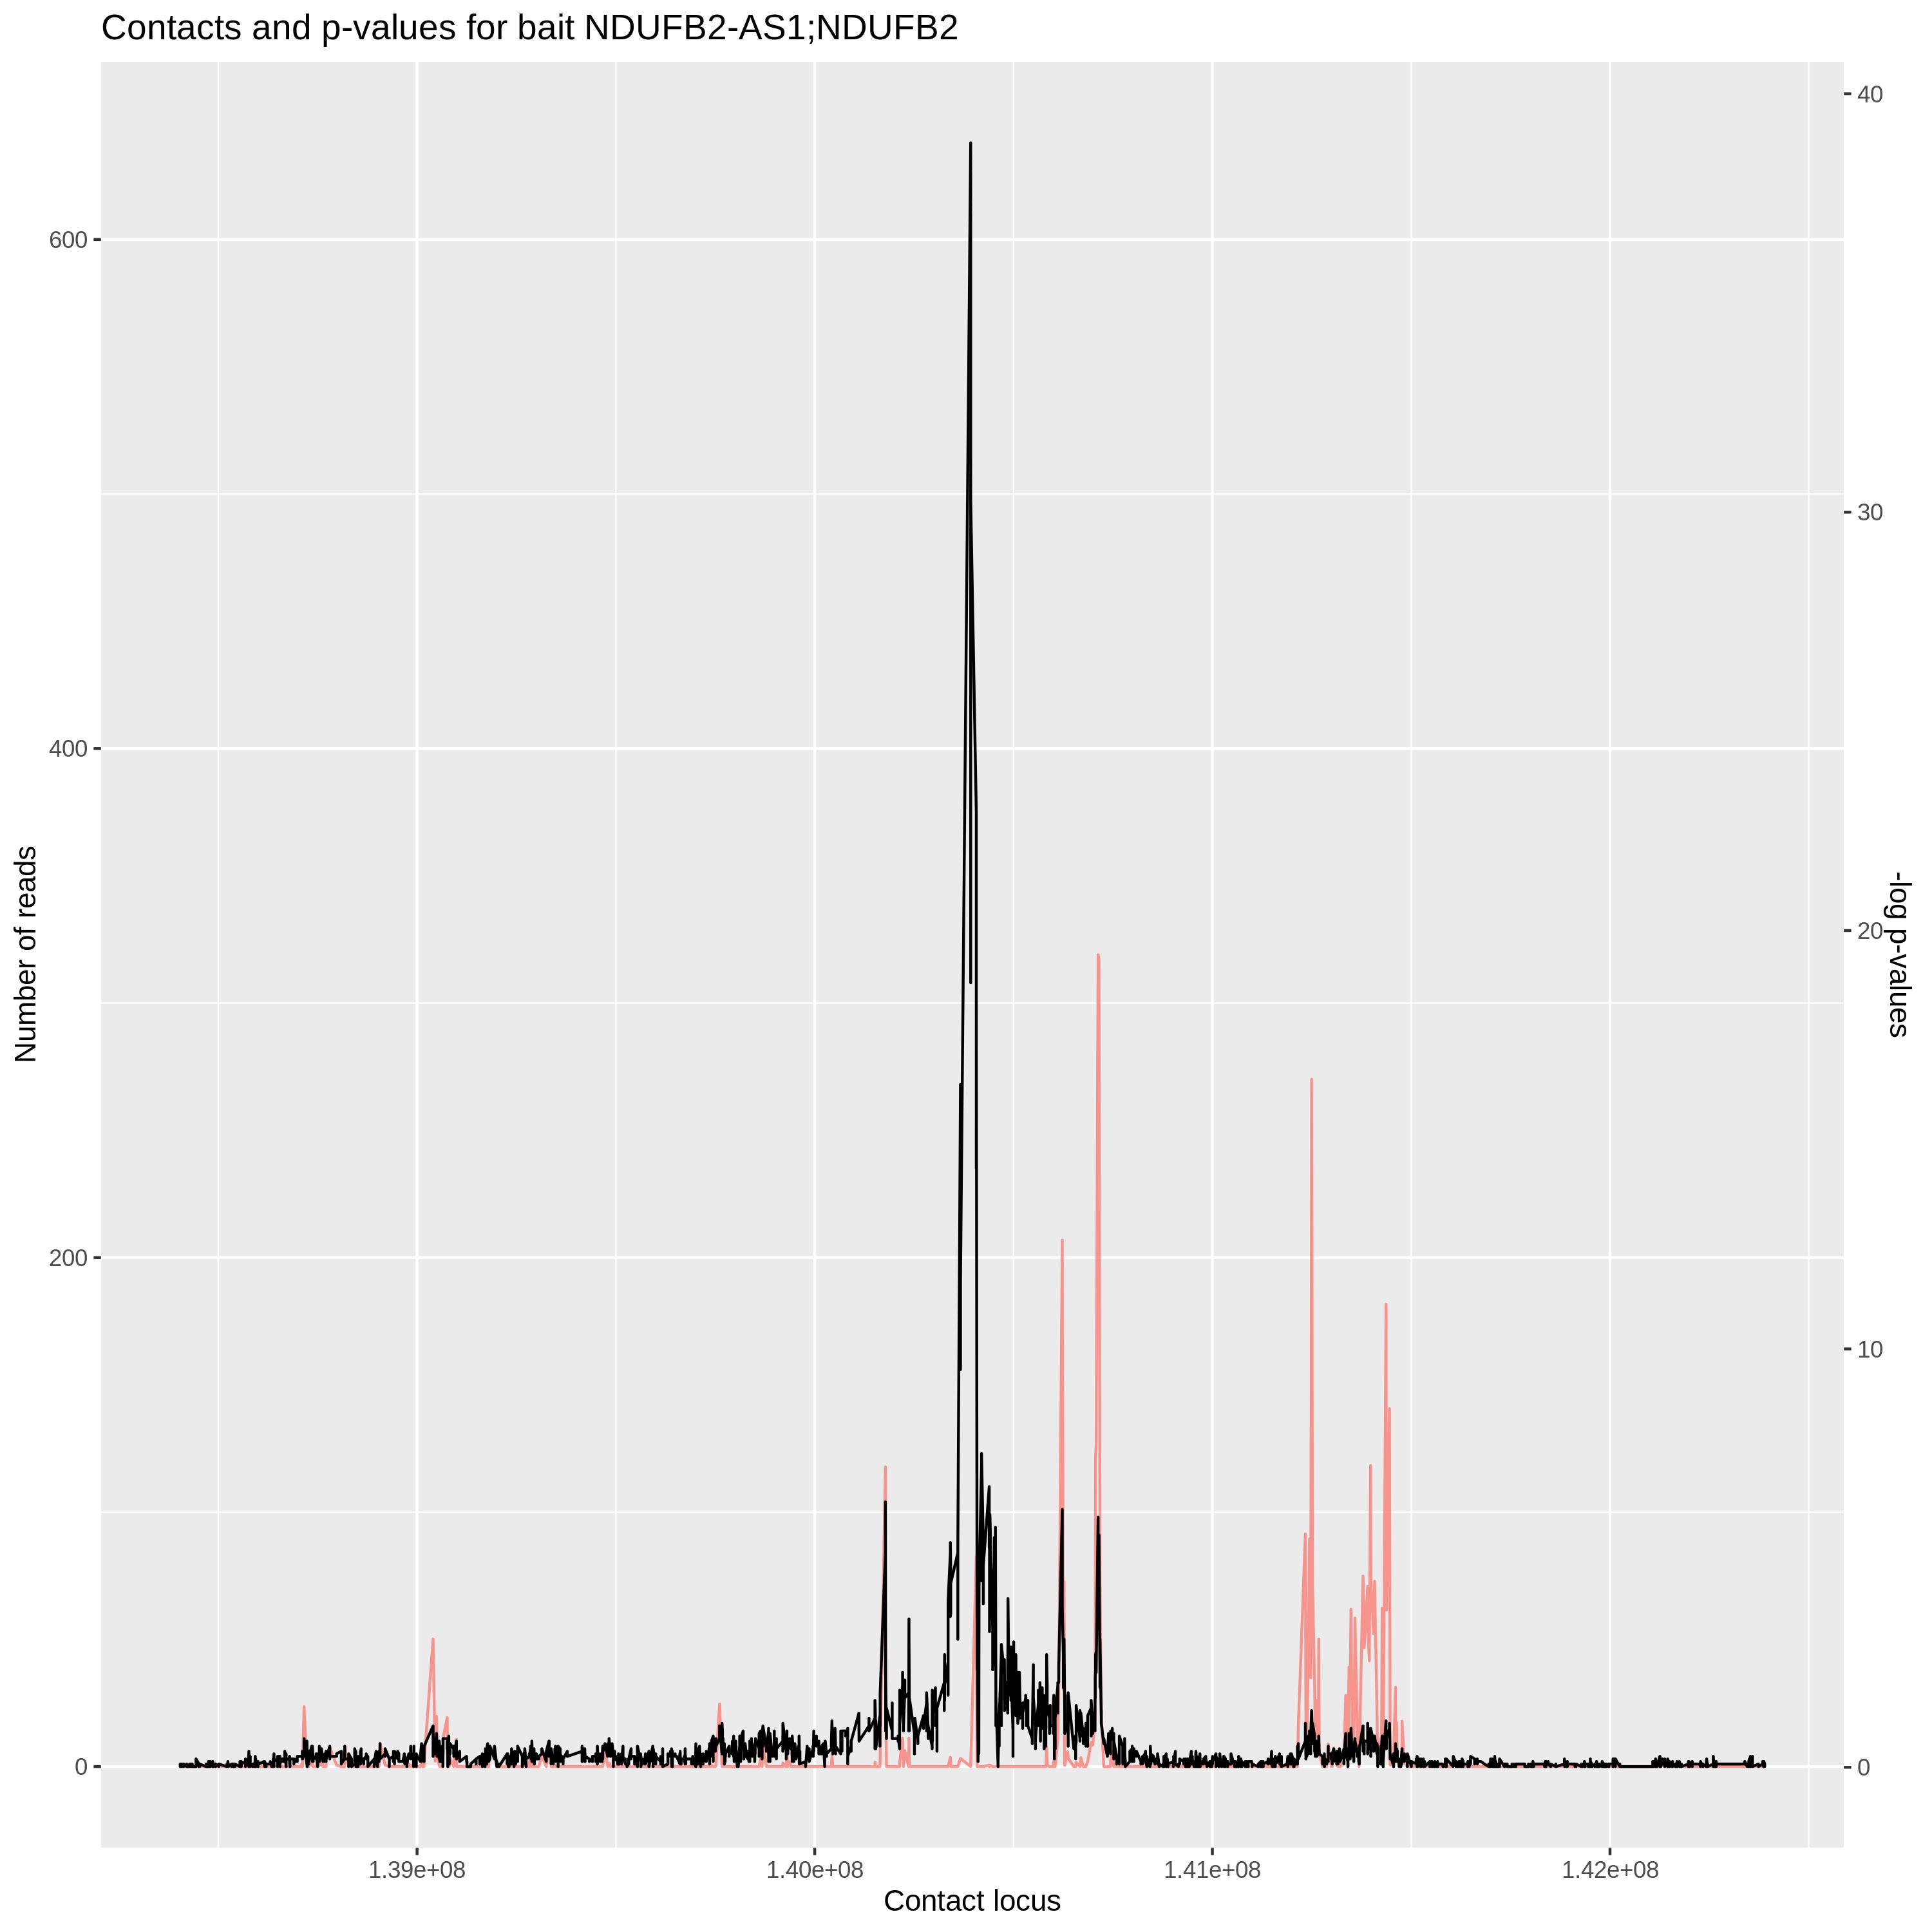 Contacts and p-values for bait NDUFB2-AS1;NDUFB2
Number of reads
600
400
200
0
40
30
20
10
0
-log p-values
1.39e+08
1.40e+08
1.41e+08
1.42e+08
Contact locus